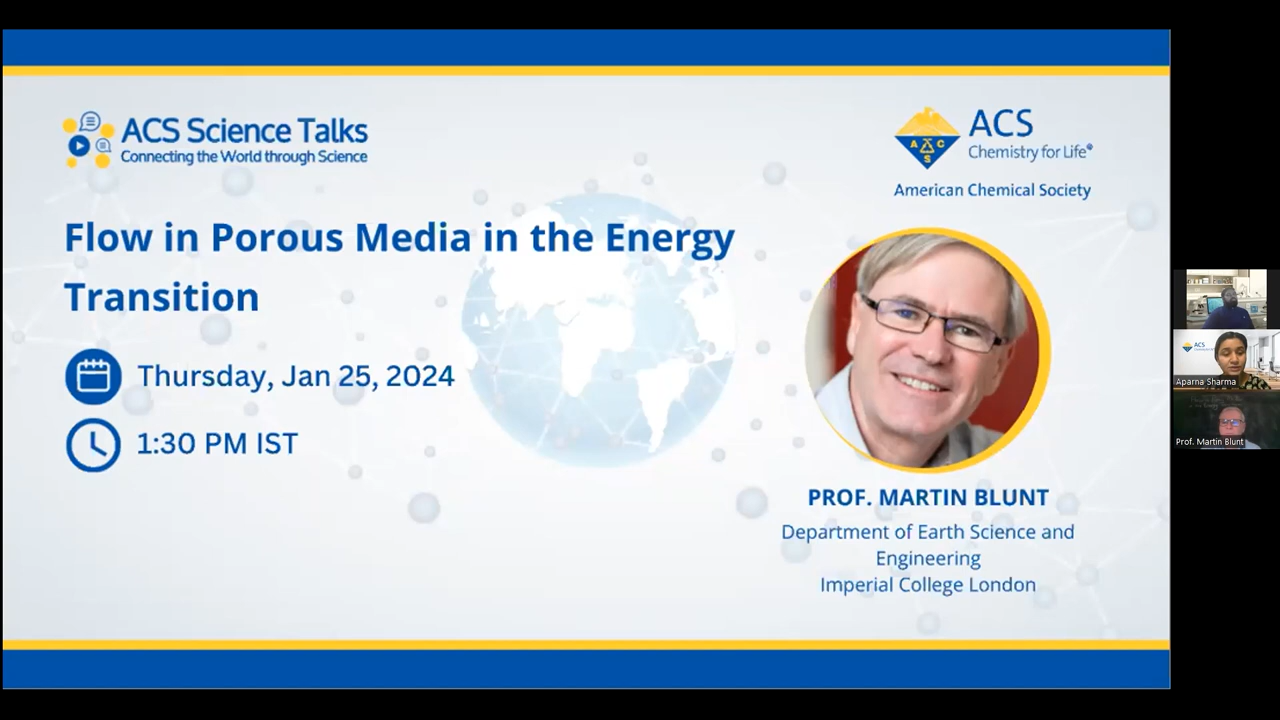 ACS Science Talks
Connecting the World through Science
ACS
Chemistry for Life®
A C S
American Chemical Society
Flow in Porous Media in the Energy
Transition
Thursday, Jan 25, 2024
1:30 PM IST
PROF. MARTIN BLUNT
Department of Earth Science and
Engineering
Imperial College London
ACS
Aparna Sharma
Prof. Martin Blunt